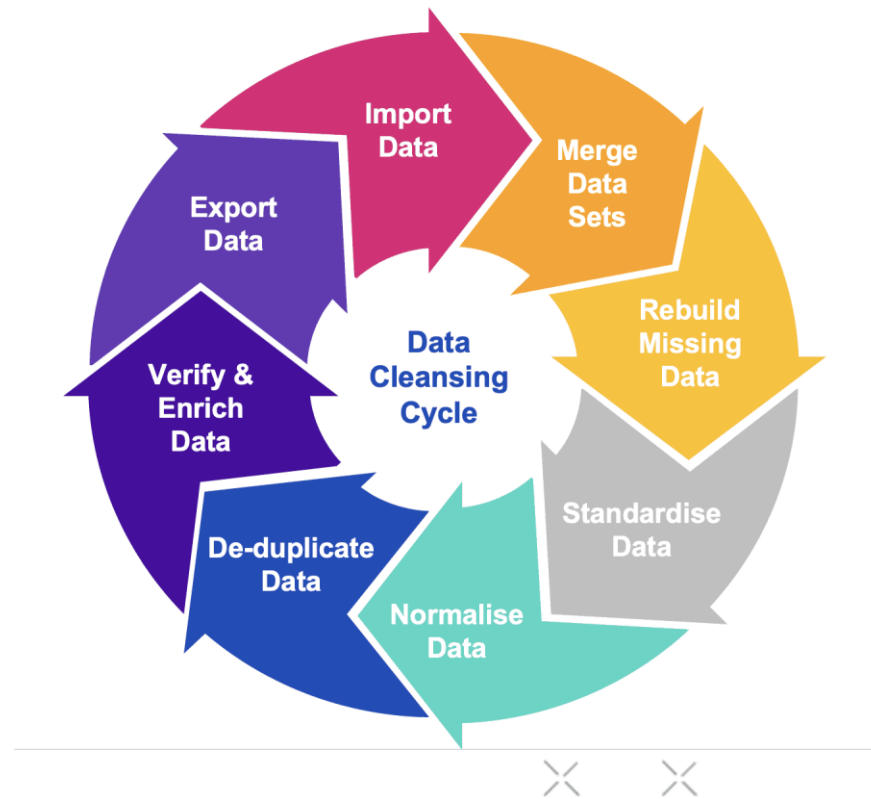 Import
Data
Merge
Data
Sets
Rebuild
Missing
Data
Standardise
Data
Normalise
Data
De-duplicate
Data
Verify &
Enrich
Data
Export
Data
Data
Cleansing
Cycle